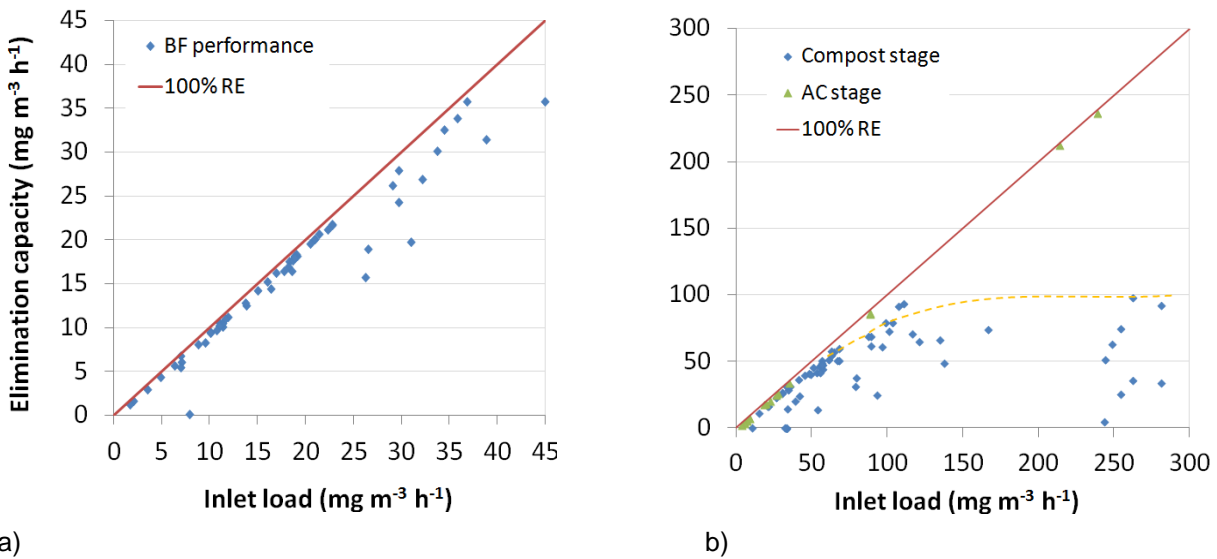 45
40
35
30
25
20
15
10
5
0
Elimination capacity (mg m⁻³ h⁻¹)
BF performance
100% RE
0 5 10 15 20 25 30 35 40 45
Inlet load (mg m⁻³ h⁻¹)
a)
300
250
200
150
100
50
0
Compost stage
AC stage
100% RE
0 50 100 150 200 250 300
Inlet load (mg m⁻³ h⁻¹)
b)